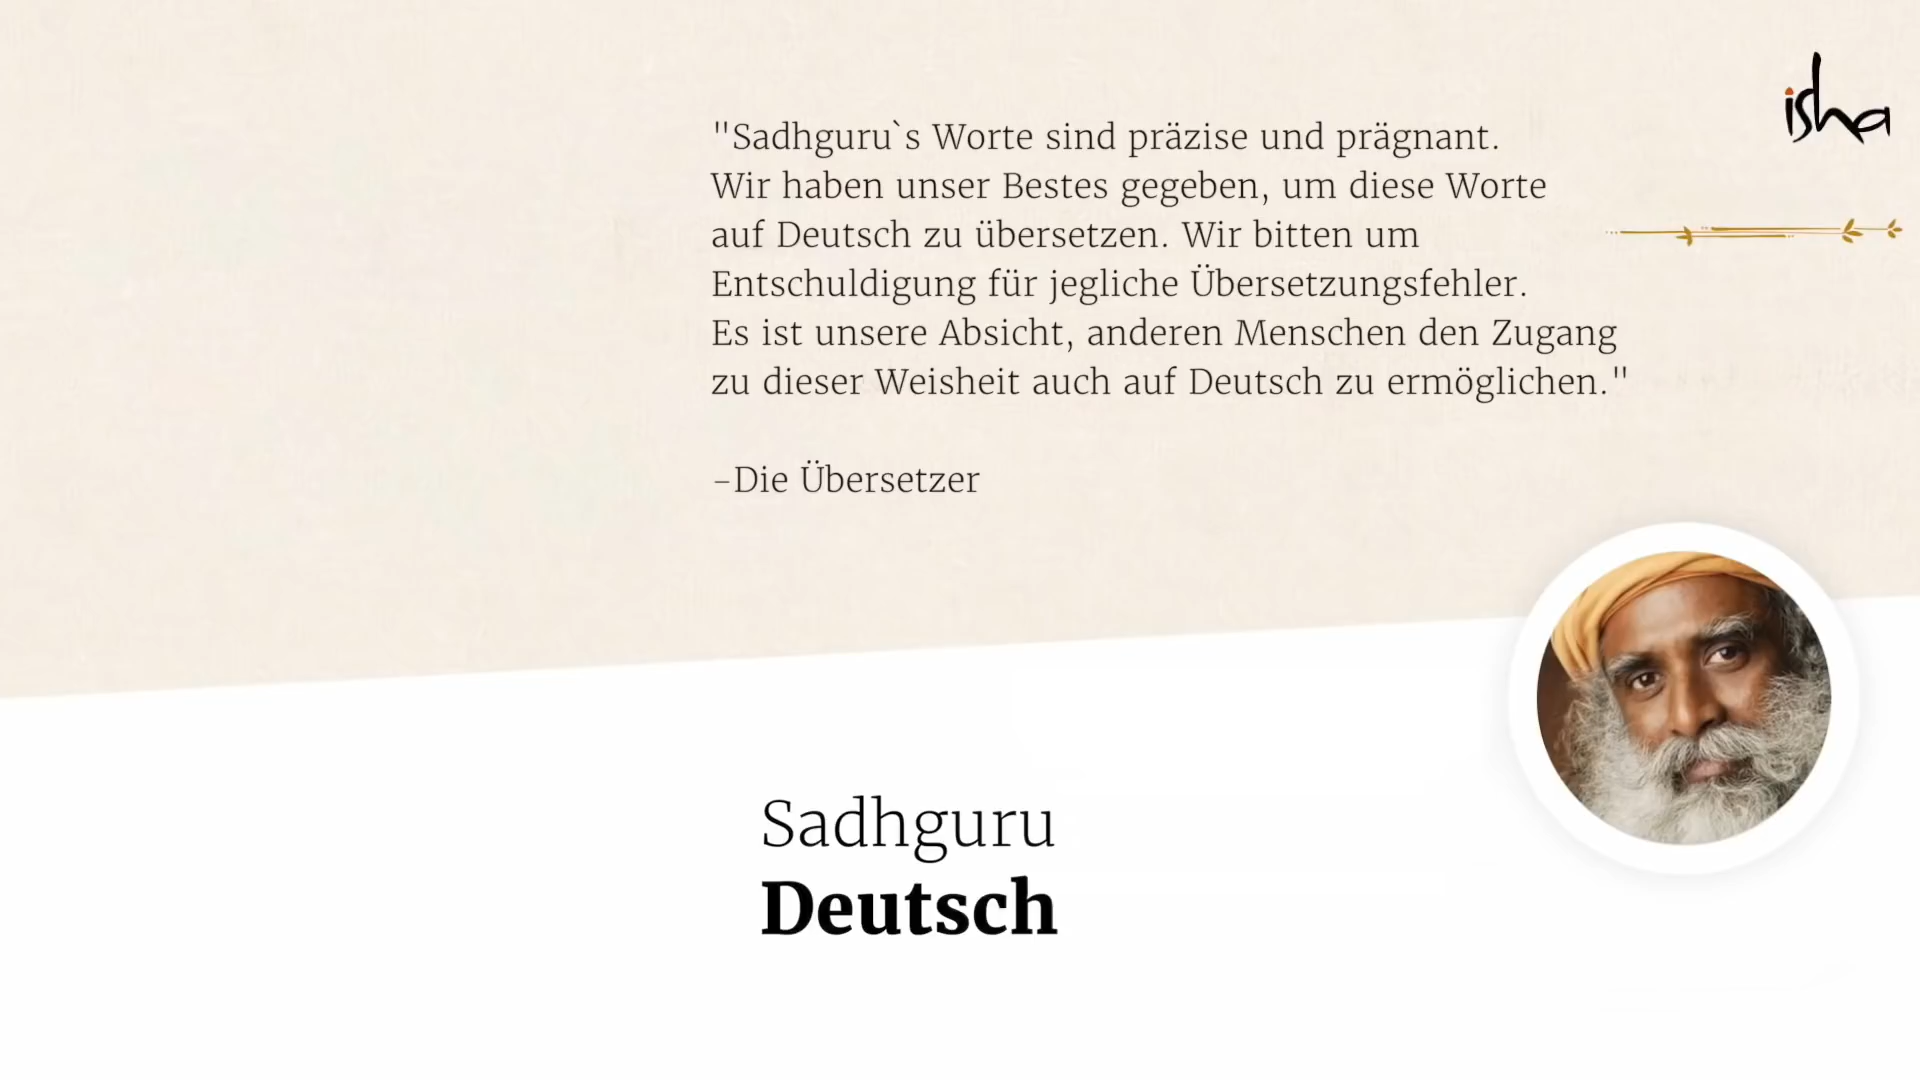 isha
"Sadhguru`s Worte sind präzise und prägnant.
Wir haben unser Bestes gegeben, um diese Worte
auf Deutsch zu übersetzen. Wir bitten um
Entschuldigung für jegliche Übersetzungsfehler.
Es ist unsere Absicht, anderen Menschen den Zugang
zu dieser Weisheit auch auf Deutsch zu ermöglichen."
-Die Übersetzer
Sadhguru
Deutsch